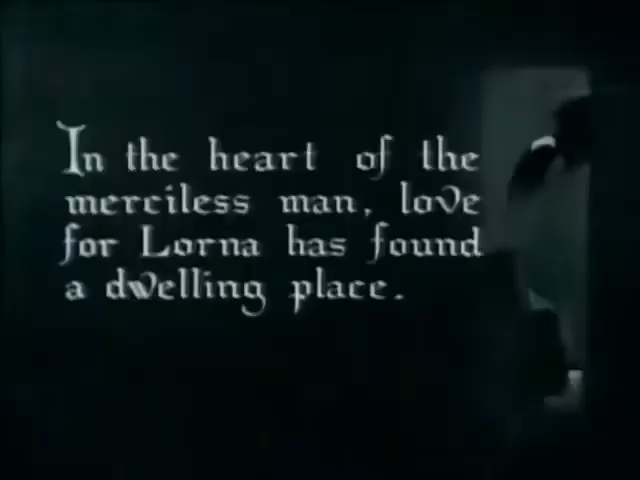 In the heart of the
merciless man, love
for Lorna has found
a dwelling place.